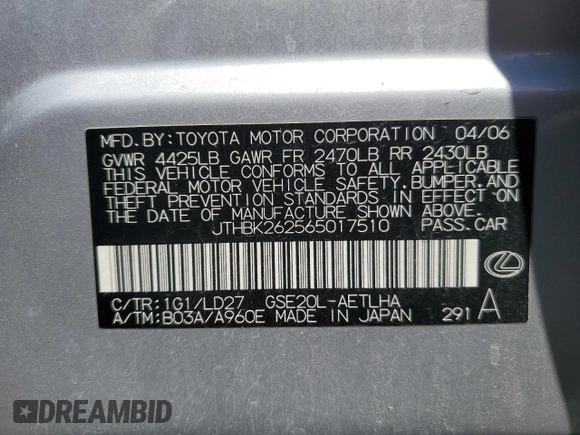 MFD.BY:TOYOTA MOTOR CORPORATION 04/06
GVWR 4425LB GAWR FR 2470LB RR 2430LB
THIS VEHICLE CONFORMS TO ALL APPLICABLE
FEDERAL MOTOR VEHICLE SAFETY,BUMPER,AND
THEFT PREVENTION STANDARDS IN EFFECT ON
THE DATE OF MANUFACTURE SHOWN ABOVE.
JTHBK262565017510 PASS.CAR
C/TR:1G1/LD27 GSE20L-AETLHA
A/TM:B03A/A960E MADE IN JAPAN 291 A
DREAMBID